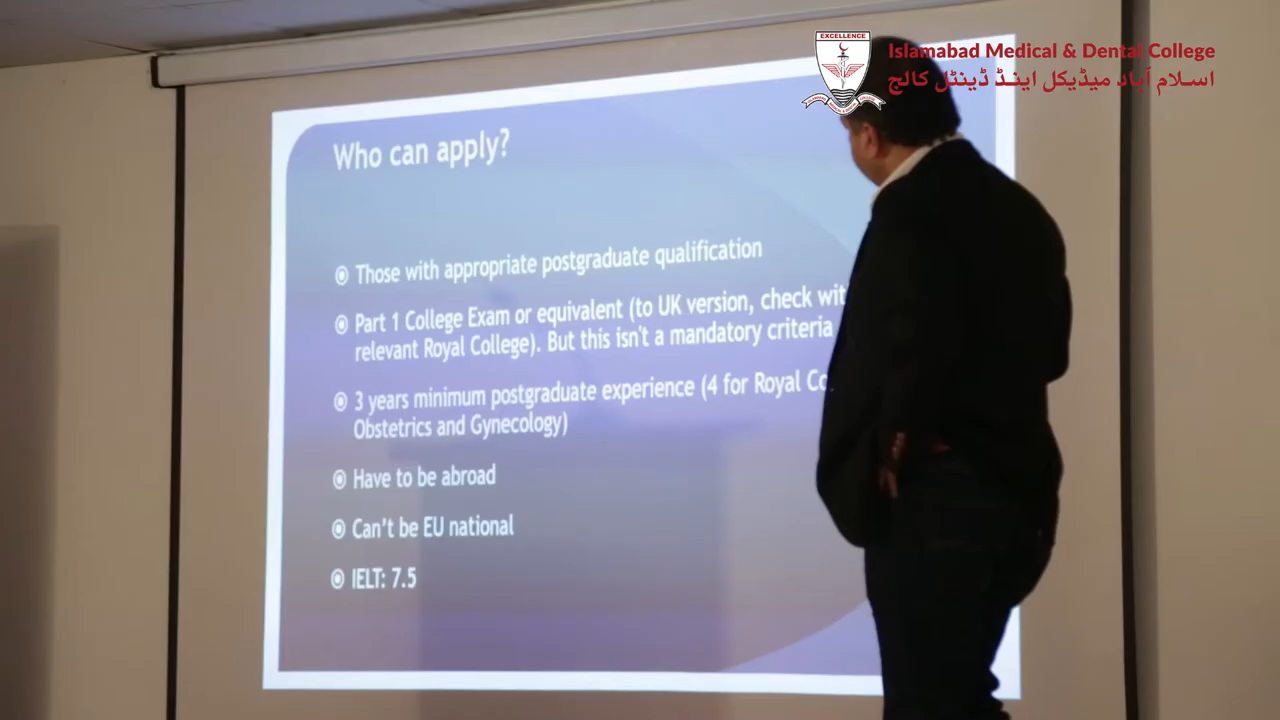 EXCELLENCE
Islamabad Medical & Dental College
اسلام آباد میڈیکل اینڈ ڈینٹل کالج
Who can apply?
Those with appropriate postgraduate qualification
Part 1 College Exam or equivalent (to UK version, check
relevant Royal College). But this isn't a mandatory criteria
3 years minimum postgraduate experience (4 for Royal
Obstetrics and Gynecology)
Have to be abroad
Can't be EU national
IELT: 7.5